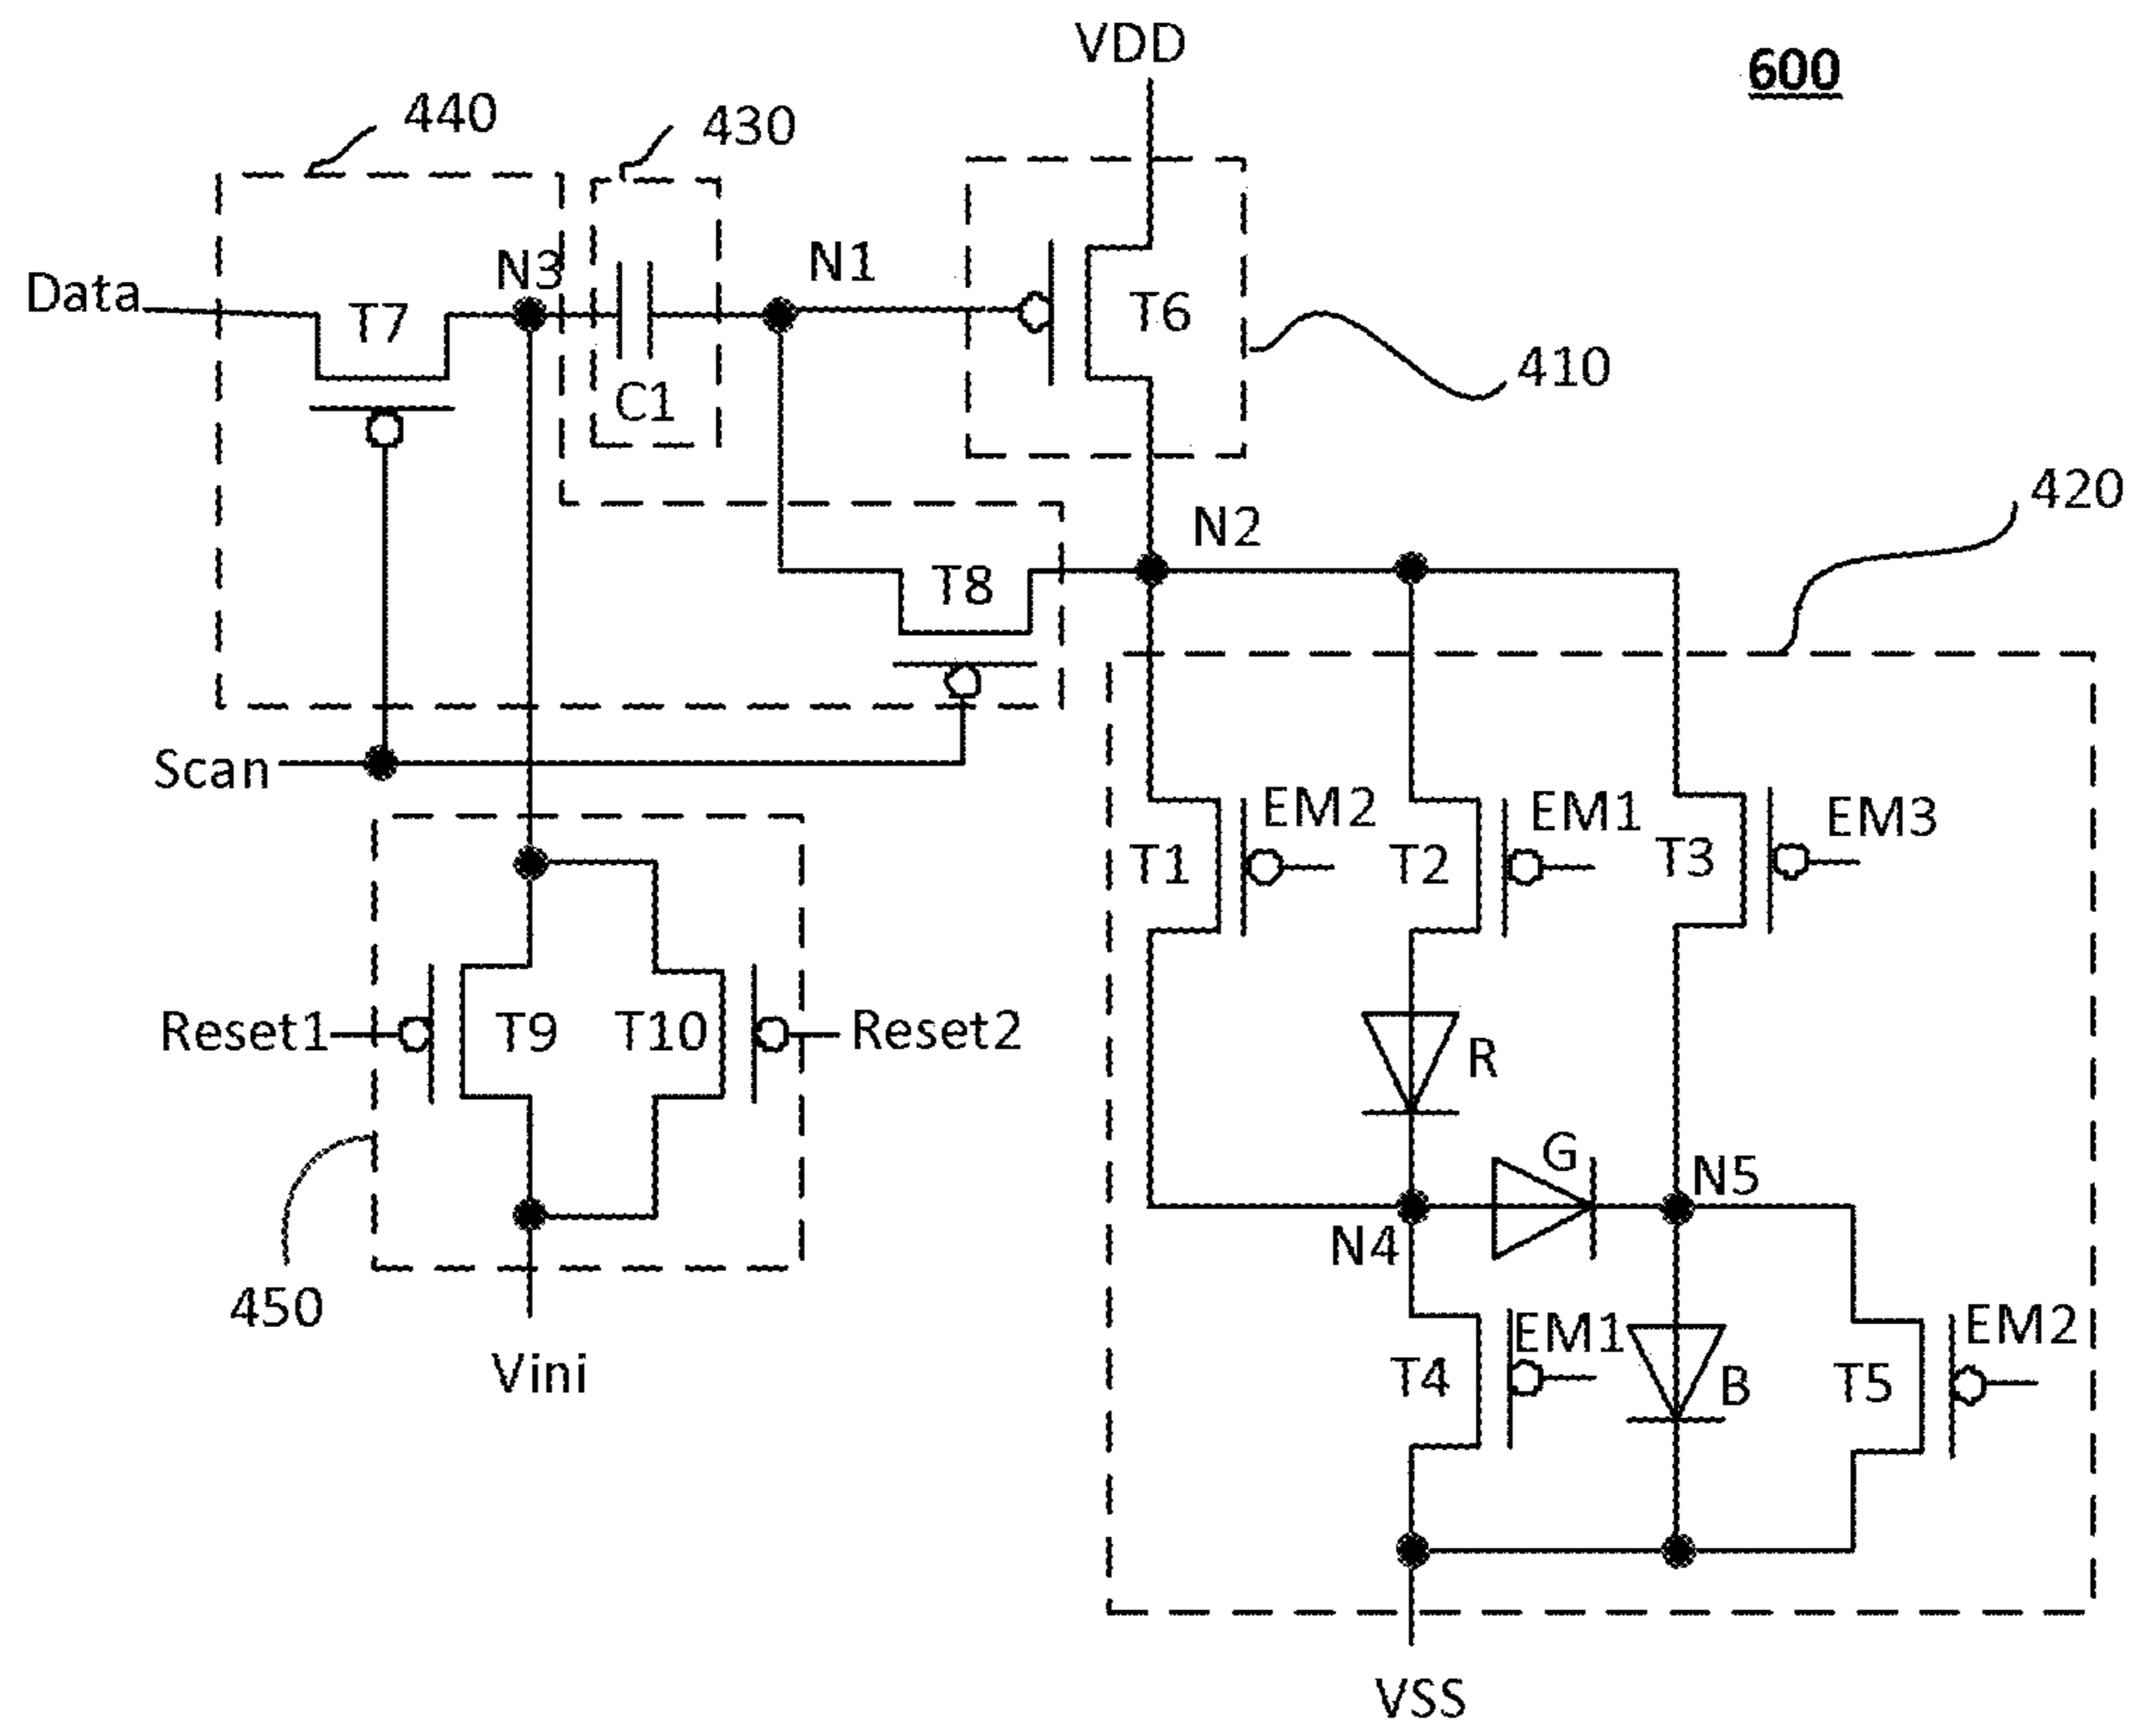 VDD
600
440
430
N3
N1
Data
T7
T6
C1
410
420
N2
T8
Scan
EM2
EM1
EM3
T1
T2
T3
Reset1
T9
T10
Reset2
R
G
N5
N4
450
EM1
EM2
T4
B
T5
Vini
VSS